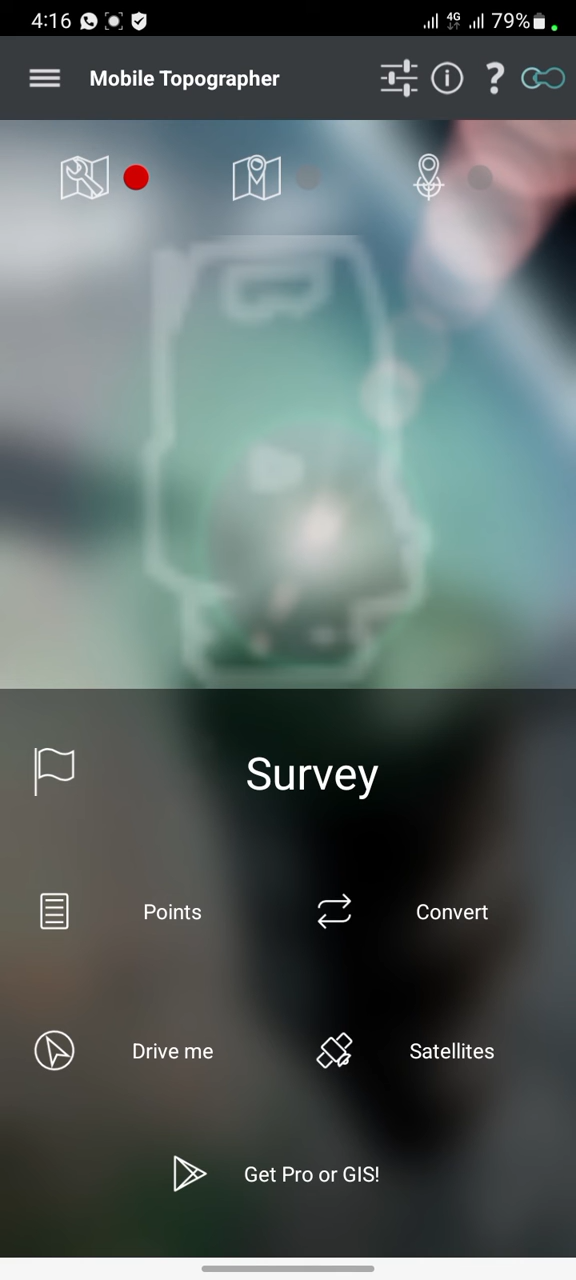 4:16 4G 79%
Mobile Topographer
Survey
Points Convert
Drive me Satellites
Get Pro or GIS!